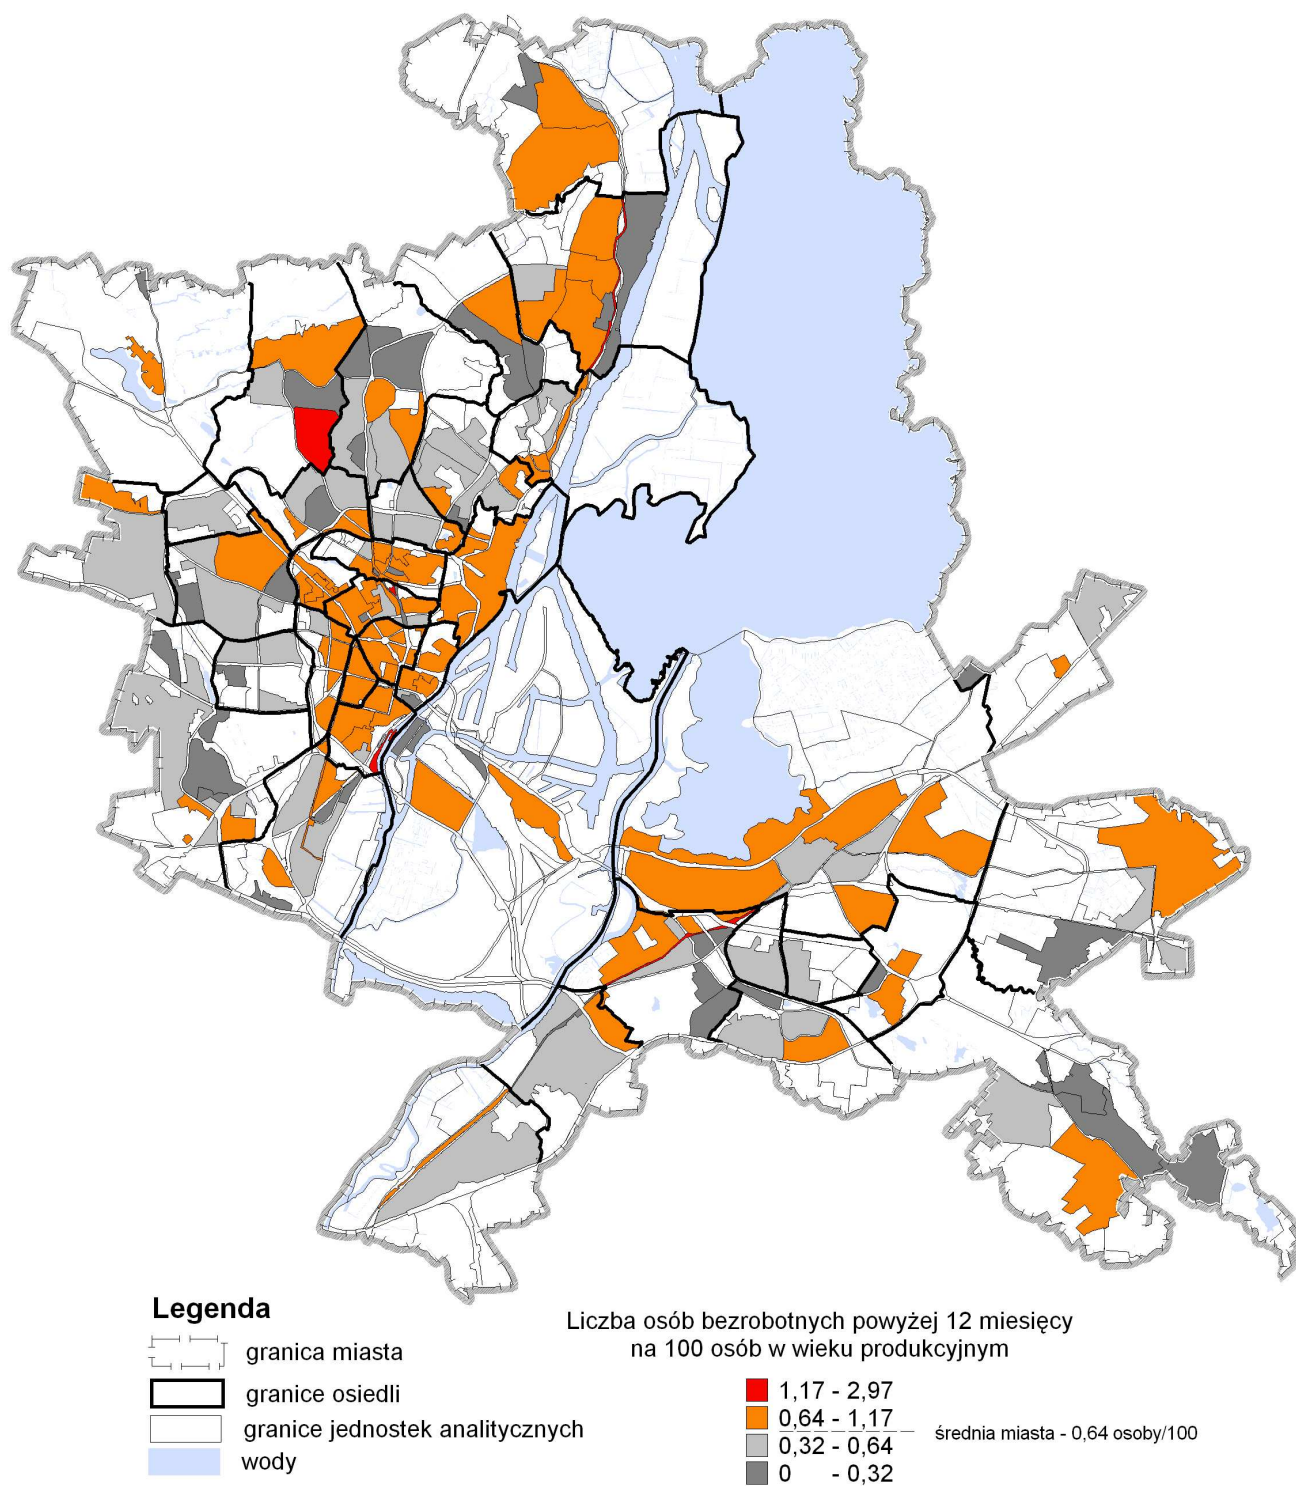 Legenda
granica miasta
granice osiedli
granice jednostek analitycznych
wody
Liczba osób bezrobotnych powyżej 12 miesięcy
na 100 osób w wieku produkcyjnym
1,17 - 2,97
0,64 - 1,17
0,32 - 0,64
0 - 0,32
średnia miasta - 0,64 osoby/100